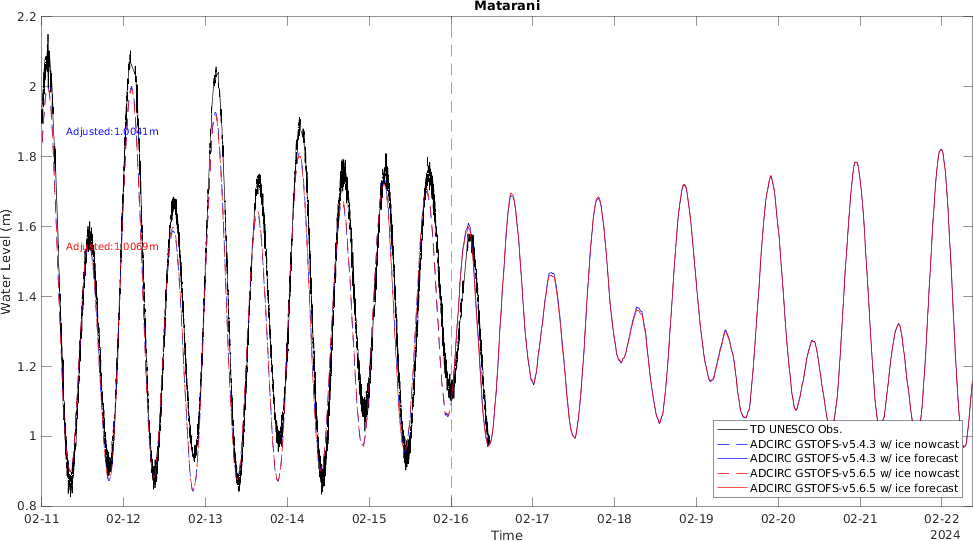 Matarani
2.2
2
1.8
1.6
1.4
1.2
1
0.8
Water Level (m)
Adjusted:1.0041m
Adjusted:1.0069m
TD UNESCO Obs.
ADCIRC GSTOFS-v5.4.3 w/ ice nowcast
ADCIRC GSTOFS-v5.4.3 w/ ice forecast
ADCIRC GSTOFS-v5.6.5 w/ ice nowcast
ADCIRC GSTOFS-v5.6.5 w/ ice forecast
02-11 02-12 02-13 02-14 02-15 02-16 02-17 02-18 02-19 02-20 02-21 02-22
2024
Time